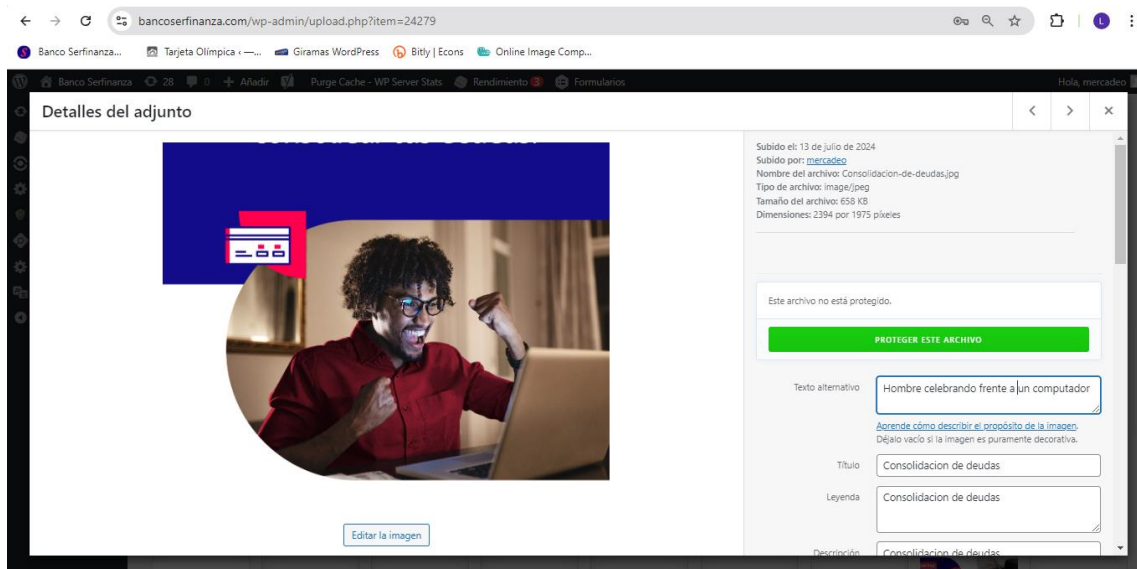 bancoserfinanza.com/wp-admin/upload.php?item=24279
L
Banco Serfinanza... Tarjeta Olímpica ‹ —... Giramas WordPress Bitly | Econs Online Image Comp...
Banco Serfinanza 28 0 Añadir Purge Cache - WP Server Stats Rendimiento 3 Formularios Hola, mercadeo
Detalles del adjunto
Subido el: 13 de julio de 2024
Subido por: mercadeo
Nombre del archivo: Consolidacion-de-deudas.jpg
Tipo de archivo: image/jpeg
Tamaño del archivo: 658 KB
Dimensiones: 2394 por 1975 píxeles
Este archivo no está protegido.
PROTEGER ESTE ARCHIVO
Texto alternativo Hombre celebrando frente a un computador
Aprende cómo describir el propósito de la imagen.
Déjalo vacío si la imagen es puramente decorativa.
Título Consolidacion de deudas
Leyenda Consolidacion de deudas
Editar la imagen
Descripción Consolidacion de deudas